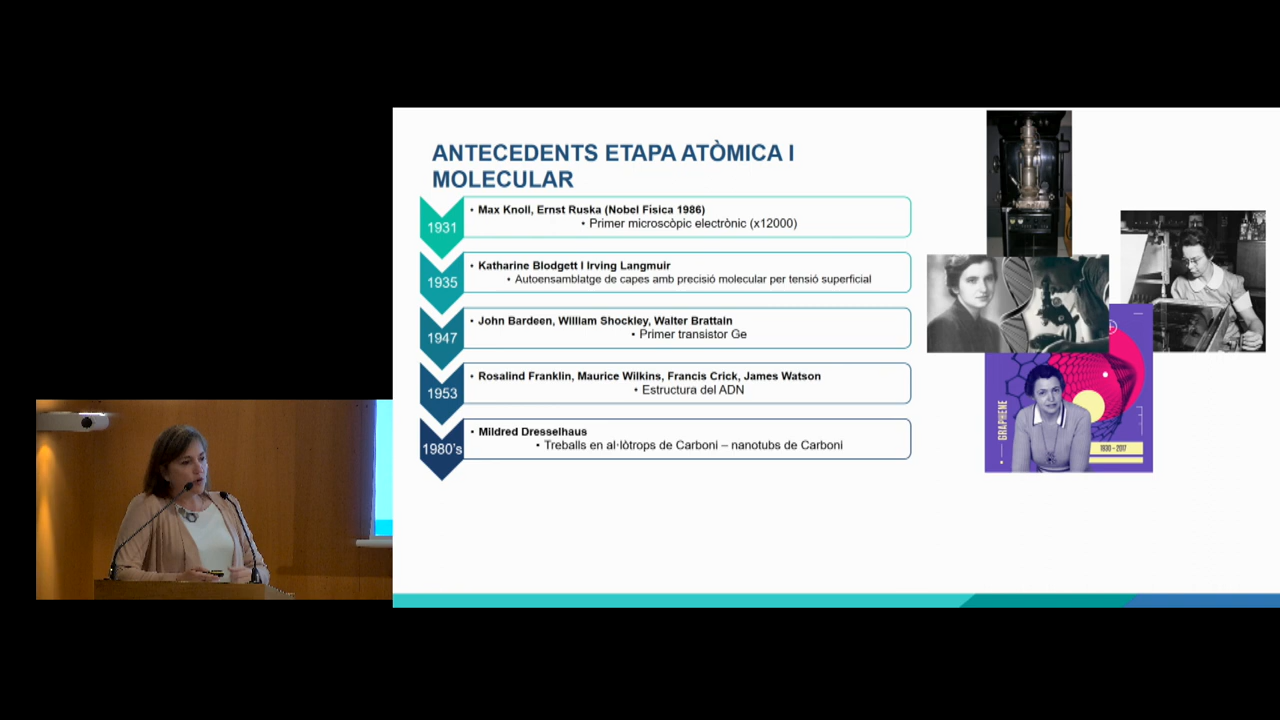 ANTECEDENTS ETAPA ATÒMICA I
MOLECULAR
1931
• Max Knoll, Ernst Ruska (Nobel Física 1986)
• Primer microscòpic electrònic (x12000)
1935
• Katharine Blodgett I Irving Langmuir
• Autoensamblatge de capes amb precisió molecular per tensió superficial
1947
• John Bardeen, William Shockley, Walter Brattain
• Primer transistor Ge
1953
• Rosalind Franklin, Maurice Wilkins, Francis Crick, James Watson
• Estructura del ADN
1980's
• Mildred Dresselhaus
• Treballs en al·lòtrops de Carboni – nanotubs de Carboni
GRAPHENE
1930 - 2017